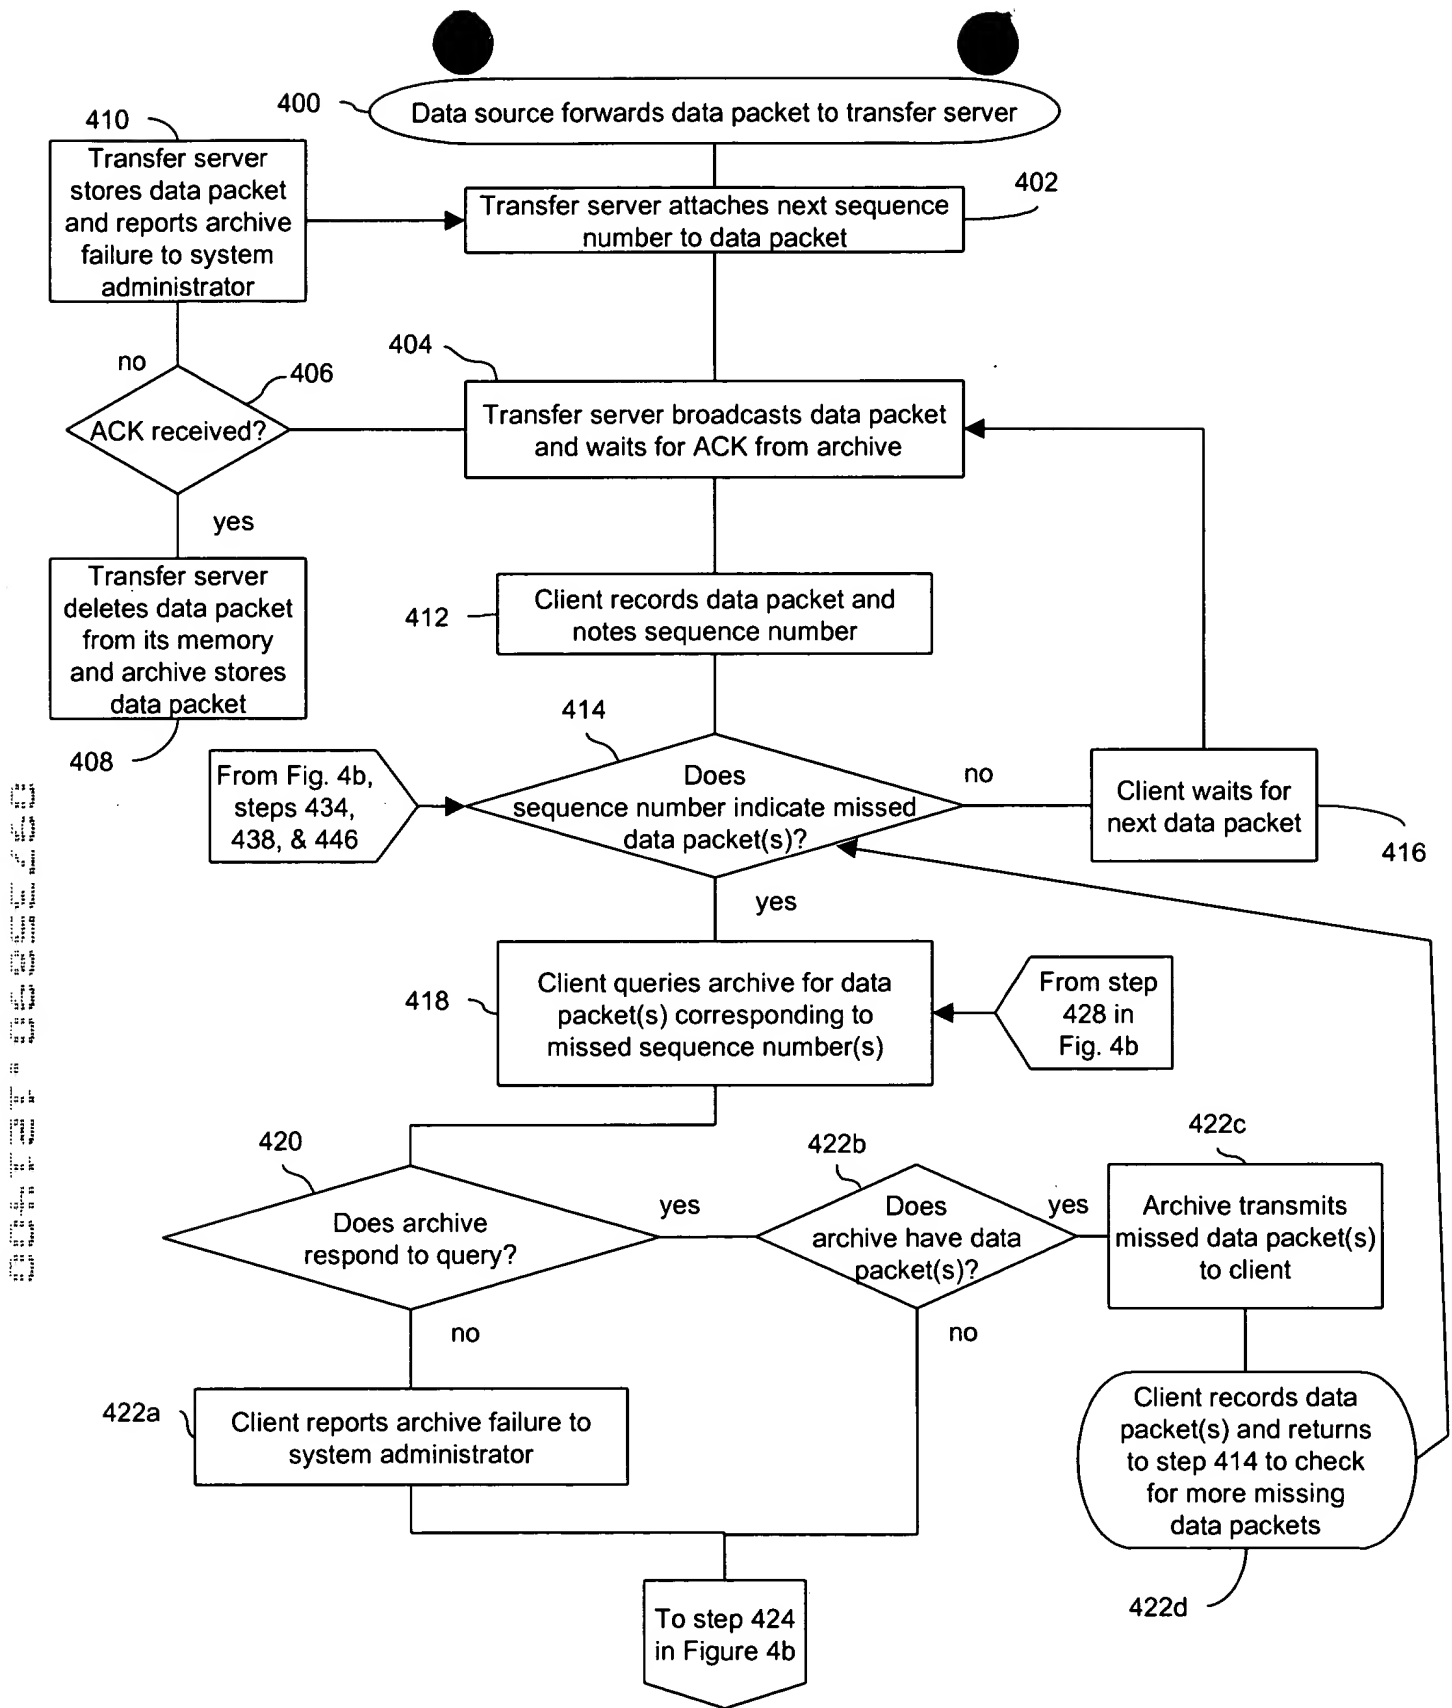 400
Data source forwards data packet to transfer server
410
Transfer server
stores data packet
and reports archive
failure to system
administrator
402
Transfer server attaches next sequence
number to data packet
no
406
ACK received?
404
Transfer server broadcasts data packet
and waits for ACK from archive
yes
Transfer server
deletes data packet
from its memory
and archive stores
data packet
408
412
Client records data packet and
notes sequence number
414
From Fig. 4b,
steps 434,
438, & 446
Does
sequence number indicate missed
data packet(s)?
no
Client waits for
next data packet
416
yes
418
Client queries archive for data
packet(s) corresponding to
missed sequence number(s)
From step
428 in
Fig. 4b
420
Does archive
respond to query?
yes
422b
Does
archive have data
packet(s)?
yes
422c
Archive transmits
missed data packet(s)
to client
no
no
422a
Client reports archive failure to
system administrator
Client records data
packet(s) and returns
to step 414 to check
for more missing
data packets
422d
To step 424
in Figure 4b